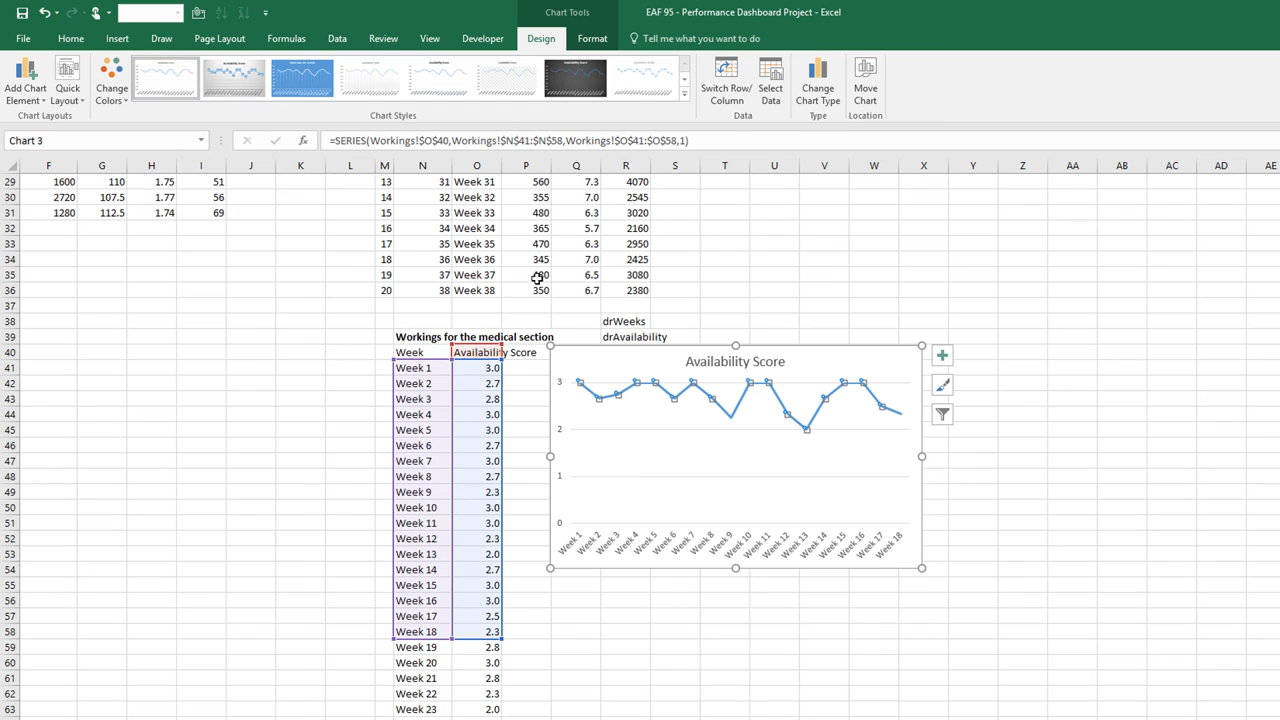 Chart Tools
EAF 95 - Performance Dashboard Project - Excel
File Home Insert Draw Page Layout Formulas Data Review View Developer Design Format Tell me what you want to do
Add Chart Element
Quick Layout
Change Colors
Switch Row/Column
Select Data
Change Chart Type
Move Chart
Chart Layouts Chart Styles Data Type Location
Chart 3 fx =SERIES(Workings!$O$40,Workings!$N$41:$N$58,Workings!$O$41:$O$58,1)
F G H I J K L M N O P Q R S T U V W X Y Z AA AB AC AD AE
29 1600 110 1.75 51 13 31 Week 31 560 7.3 4070
30 2720 107.5 1.77 56 14 32 Week 32 355 7.0 2545
31 1280 112.5 1.74 69 15 33 Week 33 480 6.3 3020
32 16 34 Week 34 365 5.7 2160
33 17 35 Week 35 470 6.3 2950
34 18 36 Week 36 345 7.0 2425
35 19 37 Week 37 6.5 3080
36 20 38 Week 38 350 6.7 2380
37
38 drWeeks
39 Workings for the medical section drAvailability
40 Week Availability Score
41 Week 1 3.0
42 Week 2 2.7
43 Week 3 2.8
44 Week 4 3.0
45 Week 5 3.0
46 Week 6 2.7
47 Week 7 3.0
48 Week 8 2.7
49 Week 9 2.3
50 Week 10 3.0
51 Week 11 3.0
52 Week 12 2.3
53 Week 13 2.0
54 Week 14 2.7
55 Week 15 3.0
56 Week 16 3.0
57 Week 17 2.5
58 Week 18 2.3
59 Week 19 2.8
60 Week 20 3.0
61 Week 21 2.8
62 Week 22 2.3
63 Week 23 2.0
Availability Score
3
2
1
0
Week 1 Week 2 Week 3 Week 4 Week 5 Week 6 Week 7 Week 8 Week 9 Week 10 Week 11 Week 12 Week 13 Week 14 Week 15 Week 16 Week 17 Week 18